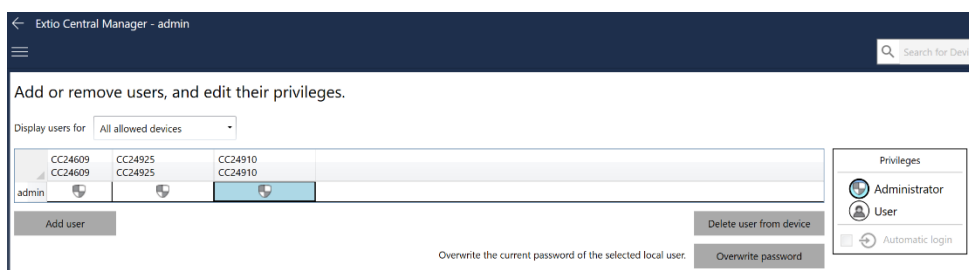 Extio Central Manager - admin
Search for Devi
Add or remove users, and edit their privileges.
Display users for All allowed devices
CC24609 CC24925 CC24910
CC24609 CC24925 CC24910
admin
Privileges
Administrator
User
Automatic login
Add user
Delete user from device
Overwrite the current password of the selected local user. Overwrite password